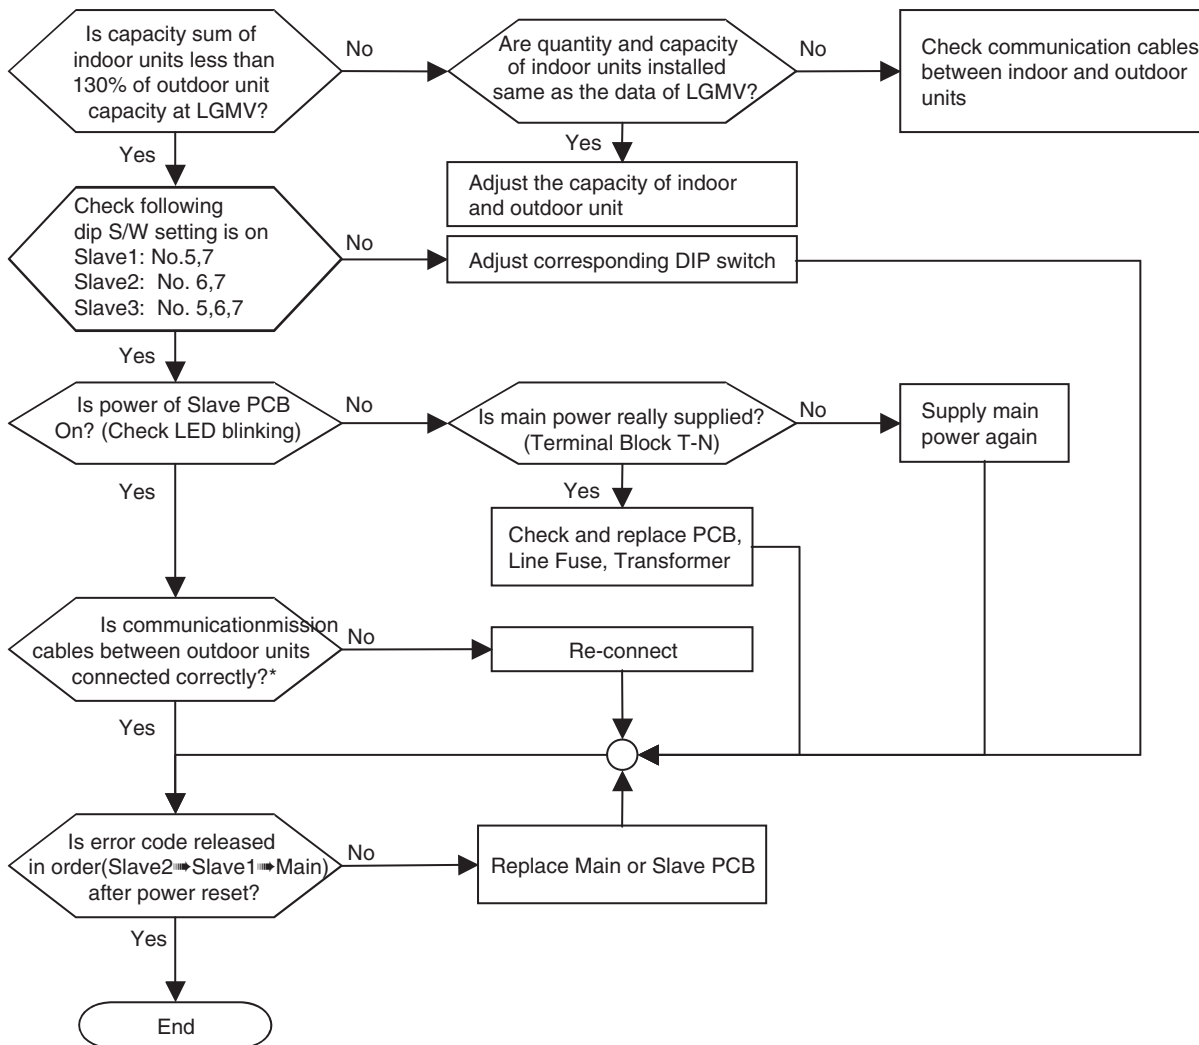 Is capacity sum of
indoor units less than
130% of outdoor unit
capacity at LGMV?
No
Are quantity and capacity
of indoor units installed
same as the data of LGMV?
No
Check communication cables
between indoor and outdoor
units
Yes
Yes
Adjust the capacity of indoor
and outdoor unit
Check following
dip S/W setting is on
Slave1: No.5,7
Slave2: No. 6,7
Slave3: No. 5,6,7
No
Adjust corresponding DIP switch
Yes
Is power of Slave PCB
On? (Check LED blinking)
No
Is main power really supplied?
(Terminal Block T-N)
No
Supply main
power again
Yes
Yes
Check and replace PCB,
Line Fuse, Transformer
Is communicationmission
cables between outdoor units
connected correctly?*
No
Re-connect
Yes
Is error code released
in order(Slave2➠Slave1➠Main)
after power reset?
No
Replace Main or Slave PCB
Yes
End